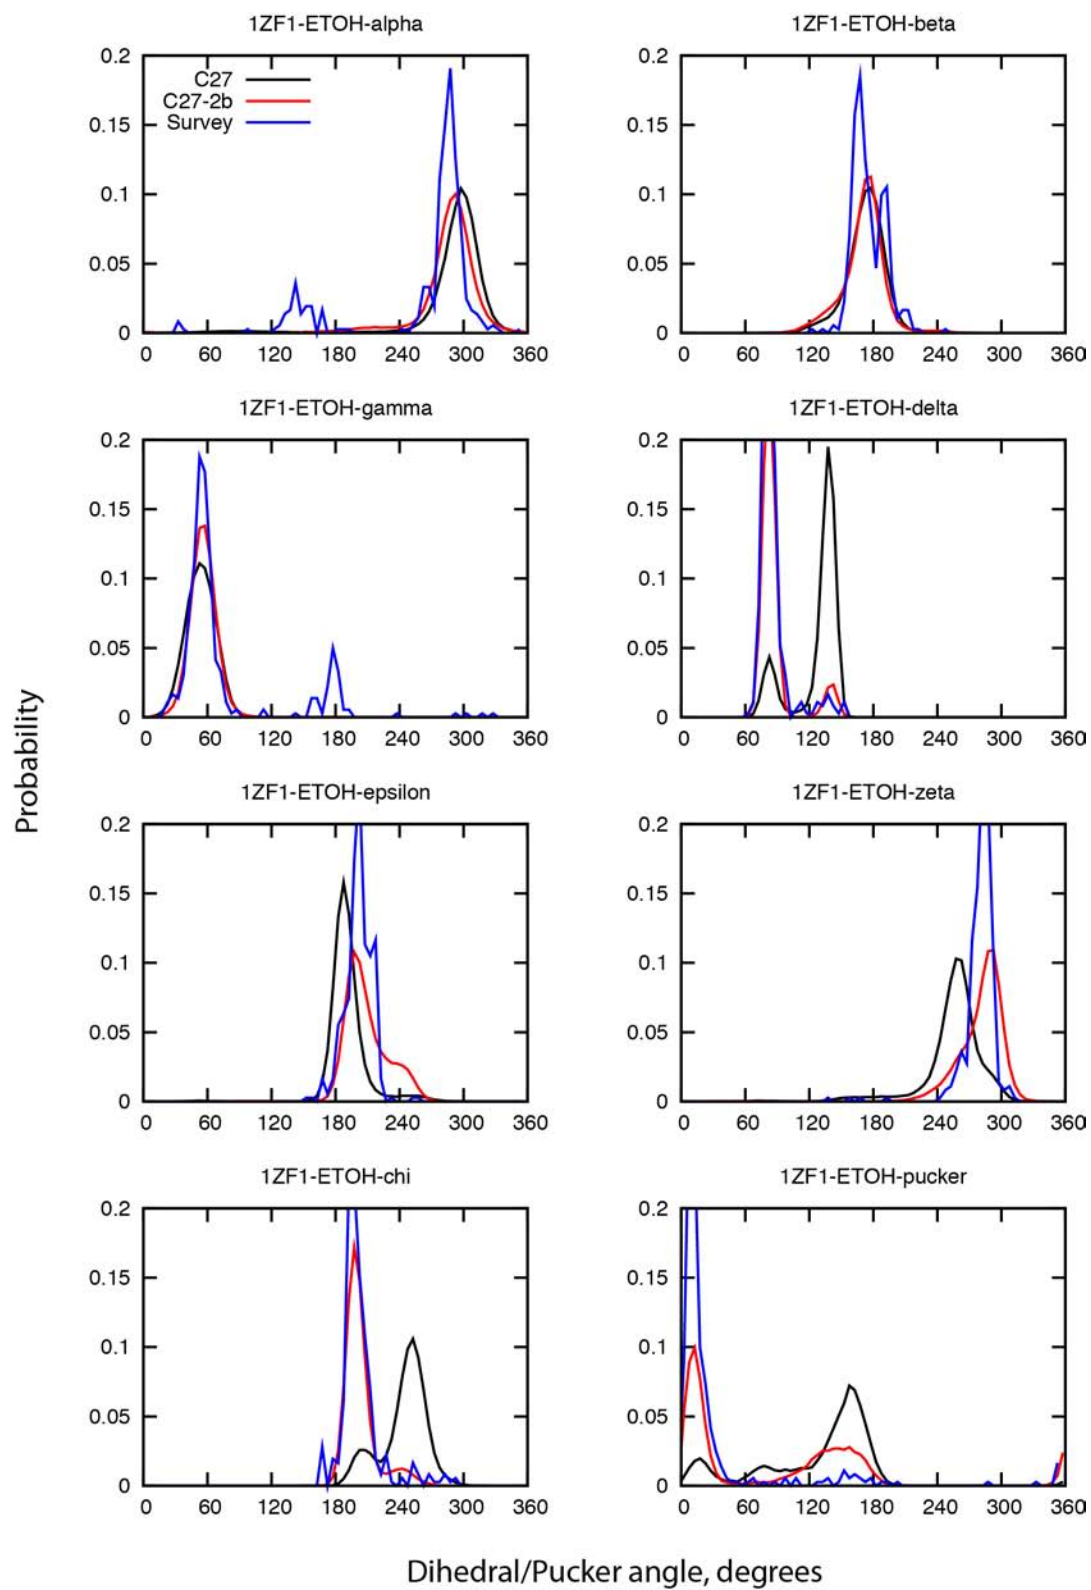 1ZF1-ETOH-alpha
0.2
0.15
0.1
0.05
0
C27
C27-2b
Survey
0 60 120 180 240 300 360
1ZF1-ETOH-beta
0.2
0.15
0.1
0.05
0
0 60 120 180 240 300 360
1ZF1-ETOH-gamma
0.2
0.15
0.1
0.05
0
0 60 120 180 240 300 360
1ZF1-ETOH-delta
0.2
0.15
0.1
0.05
0
0 60 120 180 240 300 360
Probability
1ZF1-ETOH-epsilon
0.2
0.15
0.1
0.05
0
0 60 120 180 240 300 360
1ZF1-ETOH-zeta
0.2
0.15
0.1
0.05
0
0 60 120 180 240 300 360
1ZF1-ETOH-chi
0.2
0.15
0.1
0.05
0
0 60 120 180 240 300 360
1ZF1-ETOH-pucker
0.2
0.15
0.1
0.05
0
0 60 120 180 240 300 360
Dihedral/Pucker angle, degrees